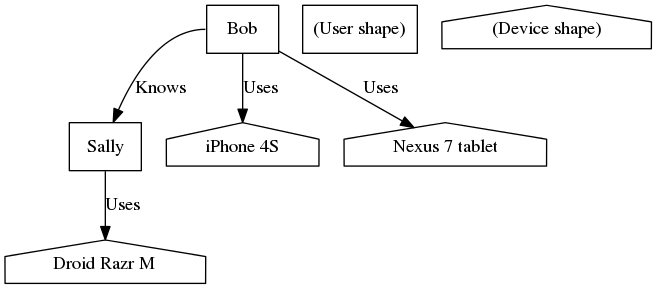 Bob
(User shape)
(Device shape)
Knows
Uses
Uses
Sally
iPhone 4S
Nexus 7 tablet
Uses
Droid Razr M